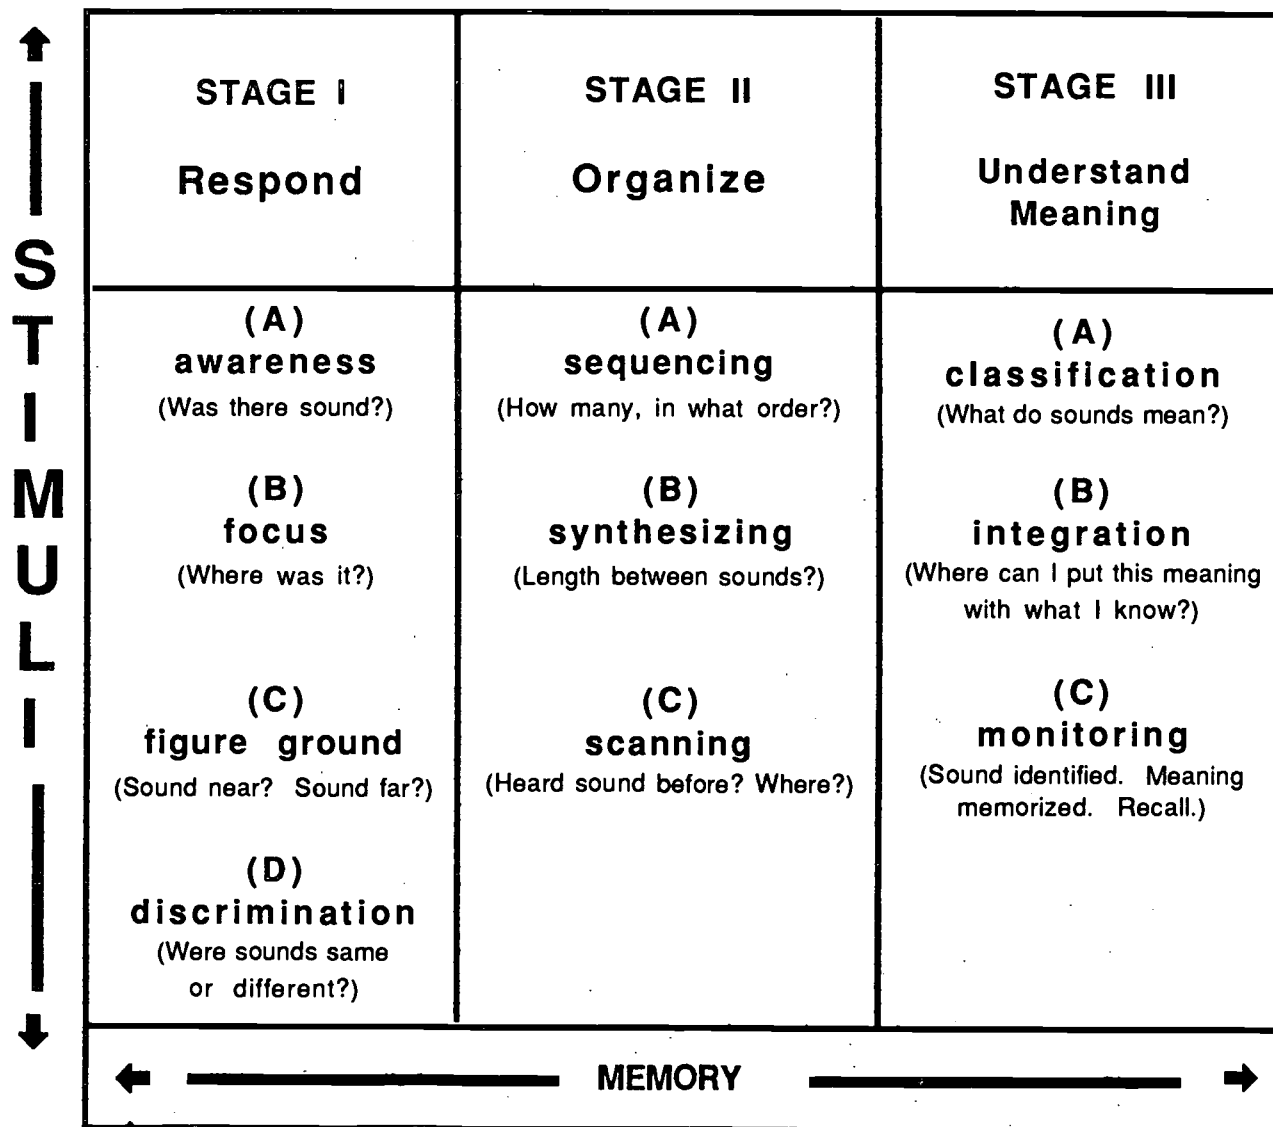 STIMULI
STAGE I
Respond
(A)
awareness
(Was there sound?)
(B)
focus
(Where was it?)
(C)
figure ground
(Sound near? Sound far?)
(D)
discrimination
(Were sounds same
or different?)
STAGE II
Organize
(A)
sequencing
(How many, in what order?)
(B)
synthesizing
(Length between sounds?)
(C)
scanning
(Heard sound before? Where?)
STAGE III
Understand
Meaning
(A)
classification
(What do sounds mean?)
(B)
integration
(Where can I put this meaning
with what I know?)
(C)
monitoring
(Sound identified. Meaning
memorized. Recall.)
MEMORY